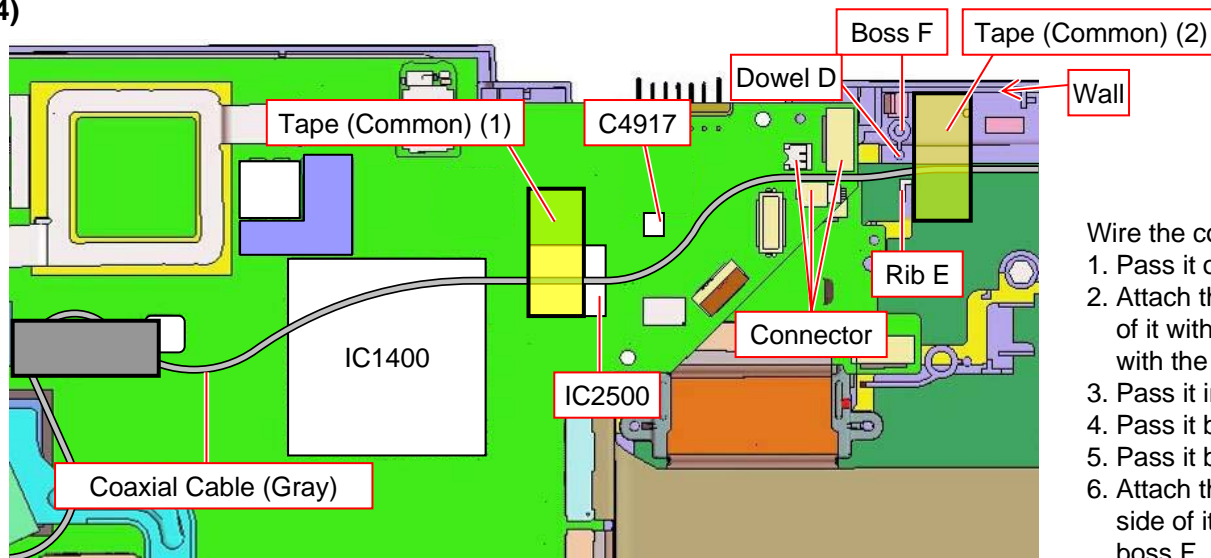 4)
Boss F
Tape (Common) (2)
Dowel D
Wall
Tape (Common) (1)
C4917
Rib E
Connector
IC1400
IC2500
Coaxial Cable (Gray)
Wire the co
1. Pass it o
2. Attach th
of it with
with the
3. Pass it in
4. Pass it b
5. Pass it b
6. Attach th
side of it
boss F